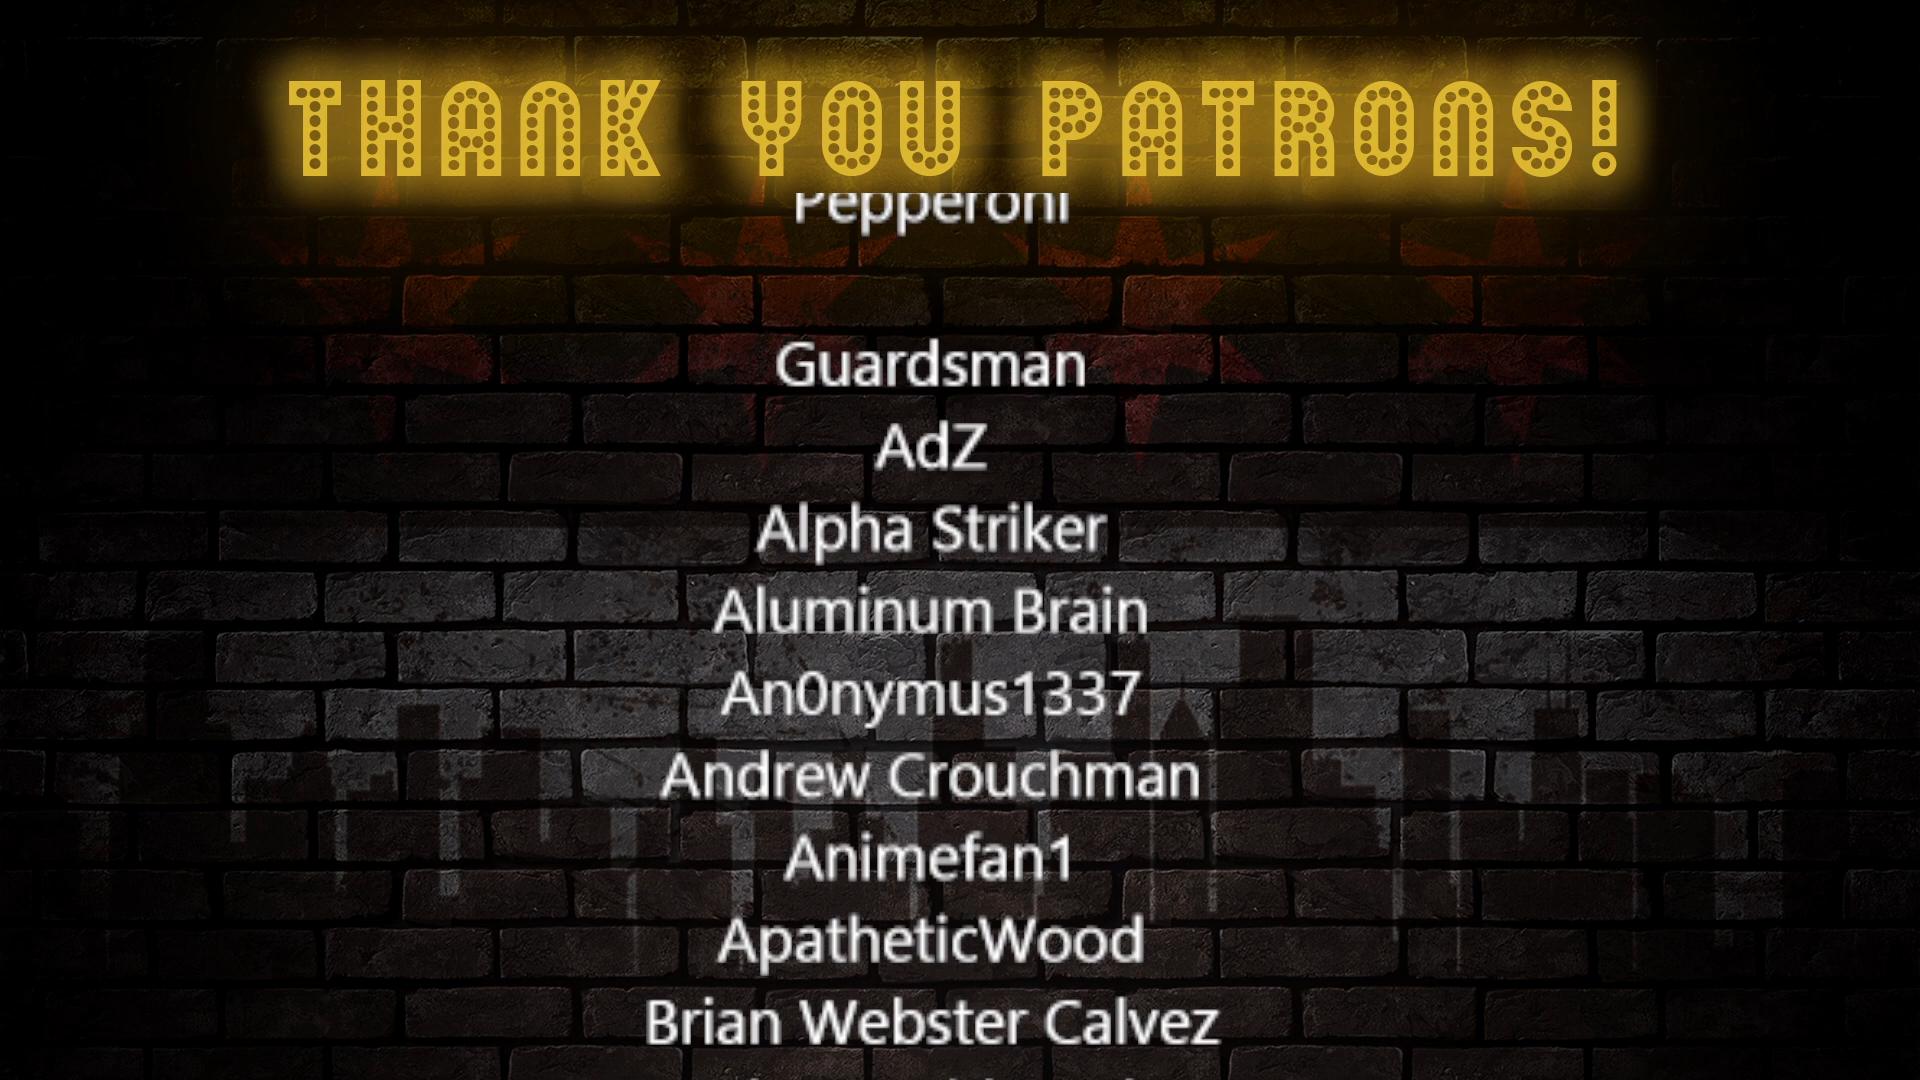 THANK YOU PATRONS!
Pepperoni
Guardsman
AdZ
Alpha Striker
Aluminum Brain
An0nymus1337
Andrew Crouchman
Animefan1
ApatheticWood
Brian Webster Calvez